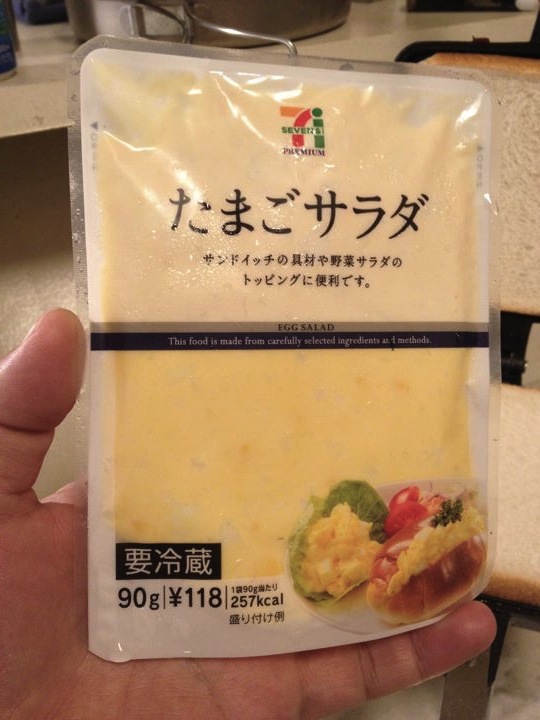 SEVEN & i
PREMIUM
たまごサラダ
サンドイッチの具材や野菜サラダの
トッピングに便利です。
EGG SALAD
This food is made from carefully selected ingredients and methods.
要冷蔵
90g ¥118 1袋90g当たり 257kcal
盛り付け例